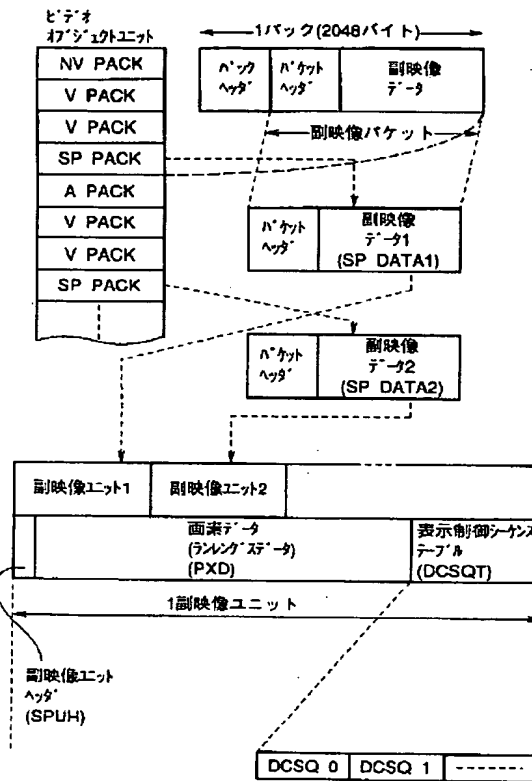 ビデオ
オブジェクトユニット
NV PACK
V PACK
V PACK
SP PACK
A PACK
V PACK
V PACK
SP PACK
1パック(2048バイト)
パック
ヘッダ
パケット
ヘッダ
副映像
データ
副映像パケット
パケット
ヘッダ
副映像
データ1
(SP DATA1)
パケット
ヘッダ
副映像
データ2
(SP DATA2)
副映像ユニット1
副映像ユニット2
画素データ
(ランレングスデータ)
(PXD)
表示制御シーケンス
テーブル
(DCSQT)
1副映像ユニット
副映像ユニット
ヘッダ
(SPUH)
DCSQ 0
DCSQ 1